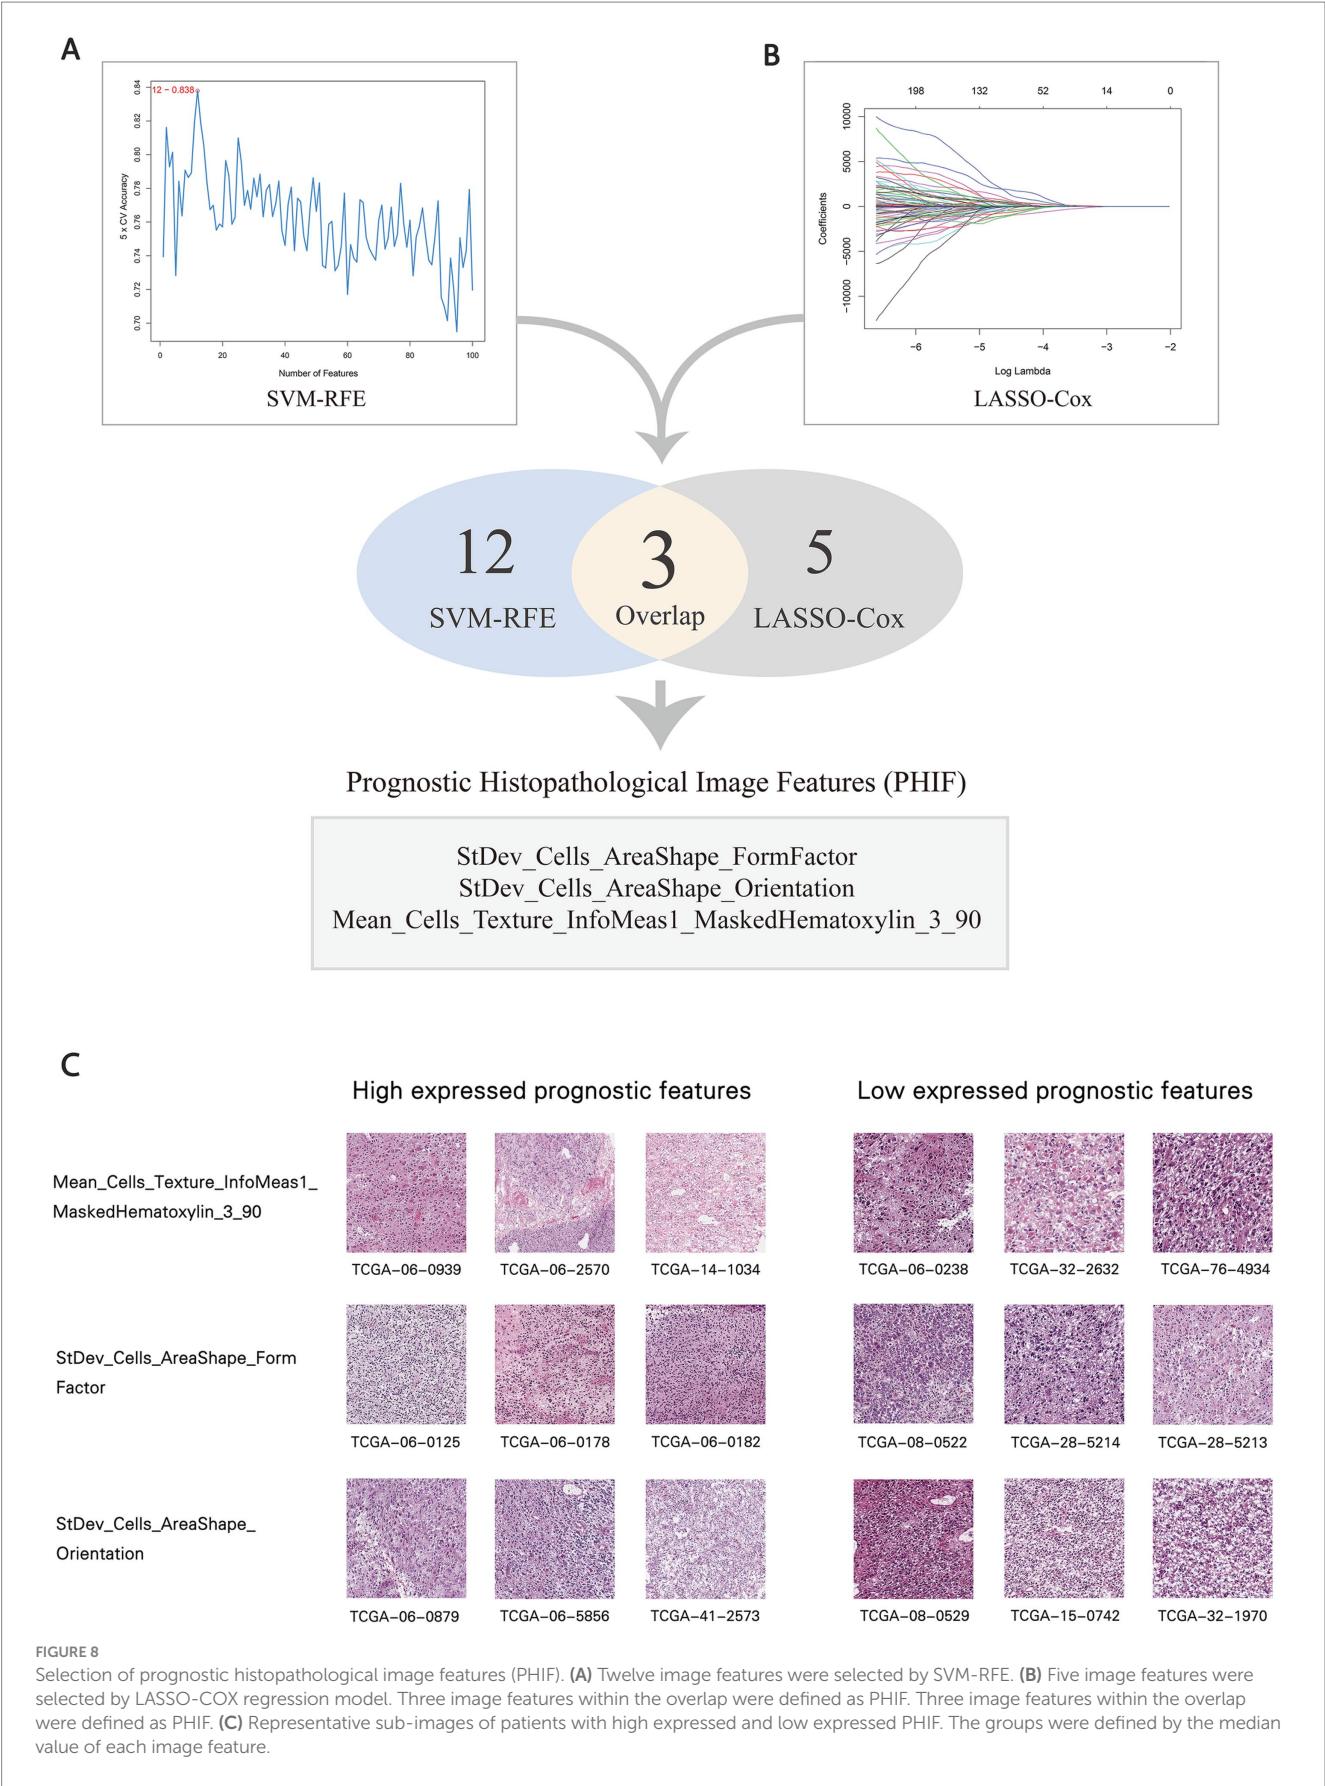 A
12 − 0.838
0.84
0.82
0.80
0.78
0.76
0.74
0.72
0.70
5 x CV Accuracy
0
20
40
60
80
100
Number of Features
SVM-RFE
B
198
132
52
14
0
10000
5000
0
−5000
−10000
Coefficients
−6
−5
−4
−3
−2
Log Lambda
LASSO-Cox
12
3
5
SVM-RFE
Overlap
LASSO-Cox
Prognostic Histopathological Image Features (PHIF)
StDev_Cells_AreaShape_FormFactor
StDev_Cells_AreaShape_Orientation
Mean_Cells_Texture_InfoMeas1_MaskedHematoxylin_3_90
C
High expressed prognostic features
Low expressed prognostic features
Mean_Cells_Texture_InfoMeas1_
MaskedHematoxylin_3_90
TCGA−06−0939
TCGA−06−2570
TCGA−14−1034
TCGA−06−0238
TCGA−32−2632
TCGA−76−4934
StDev_Cells_AreaShape_Form
Factor
TCGA−06−0125
TCGA−06−0178
TCGA−06−0182
TCGA−08−0522
TCGA−28−5214
TCGA−28−5213
StDev_Cells_AreaShape_
Orientation
TCGA−06−0879
TCGA−06−5856
TCGA−41−2573
TCGA−08−0529
TCGA−15−0742
TCGA−32−1970
FIGURE 8
Selection of prognostic histopathological image features (PHIF). (A) Twelve image features were selected by SVM-RFE. (B) Five image features were
selected by LASSO-COX regression model. Three image features within the overlap were defined as PHIF. Three image features within the overlap
were defined as PHIF. (C) Representative sub-images of patients with high expressed and low expressed PHIF. The groups were defined by the median
value of each image feature.